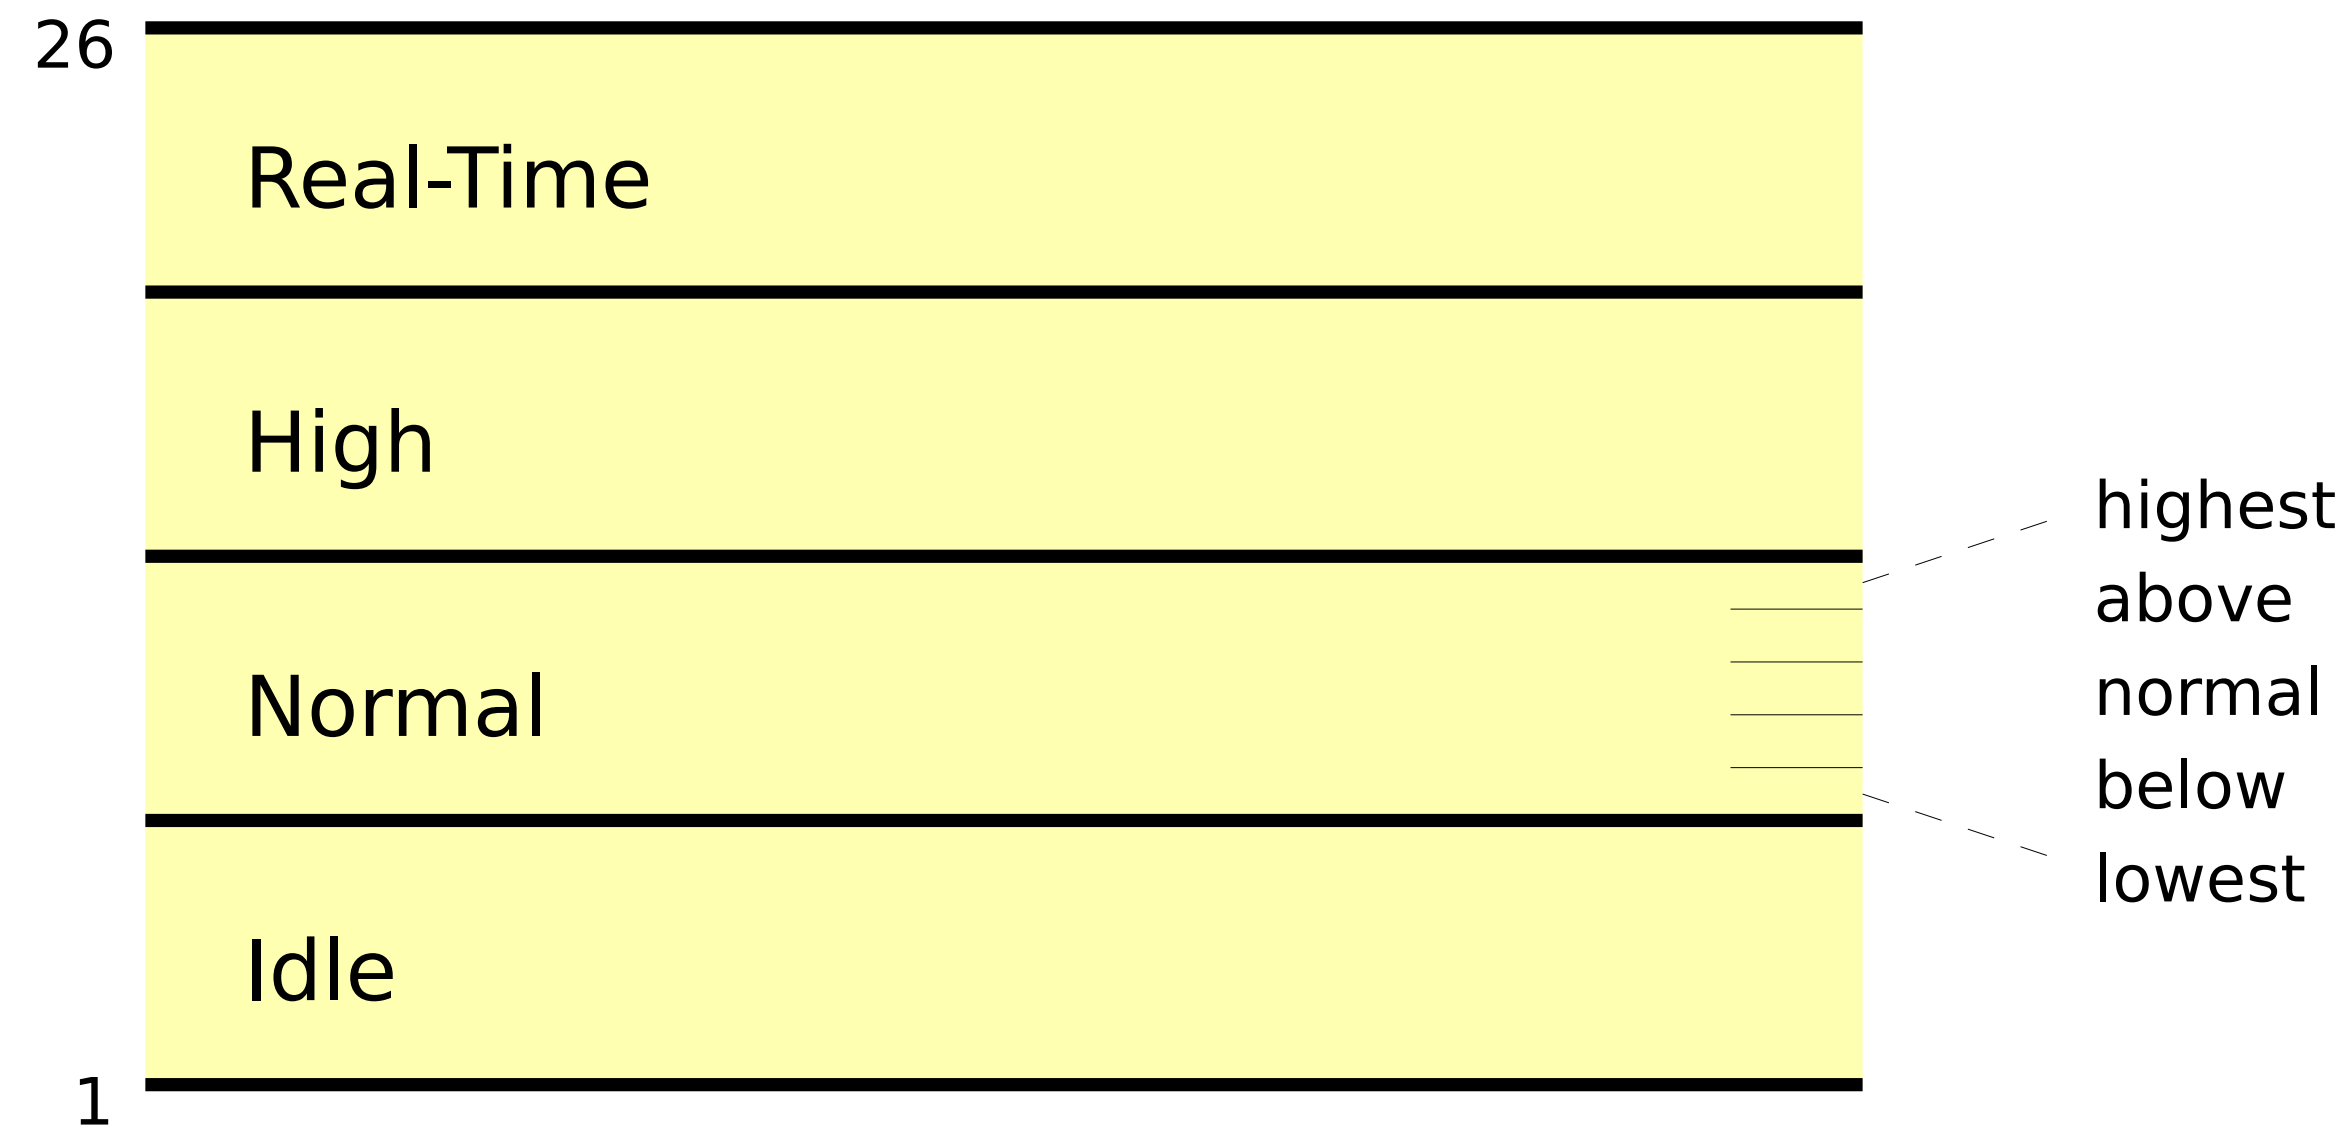 26
Real-Time
High
highest
above
Normal
normal
below
lowest
Idle
1